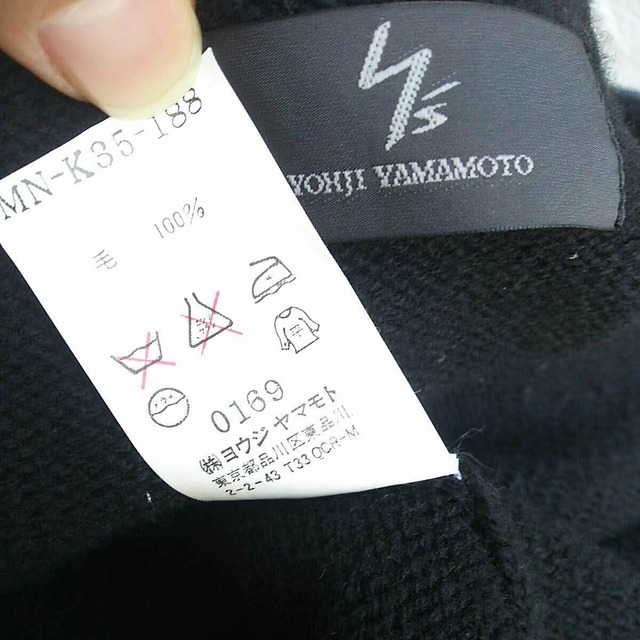 Y's
YOHJI YAMAMOTO
MN-K35-188
毛 100%
0169
㈱ヨウジヤマモト
東京都品川区東品川
2-2-43 T33 OCR-M